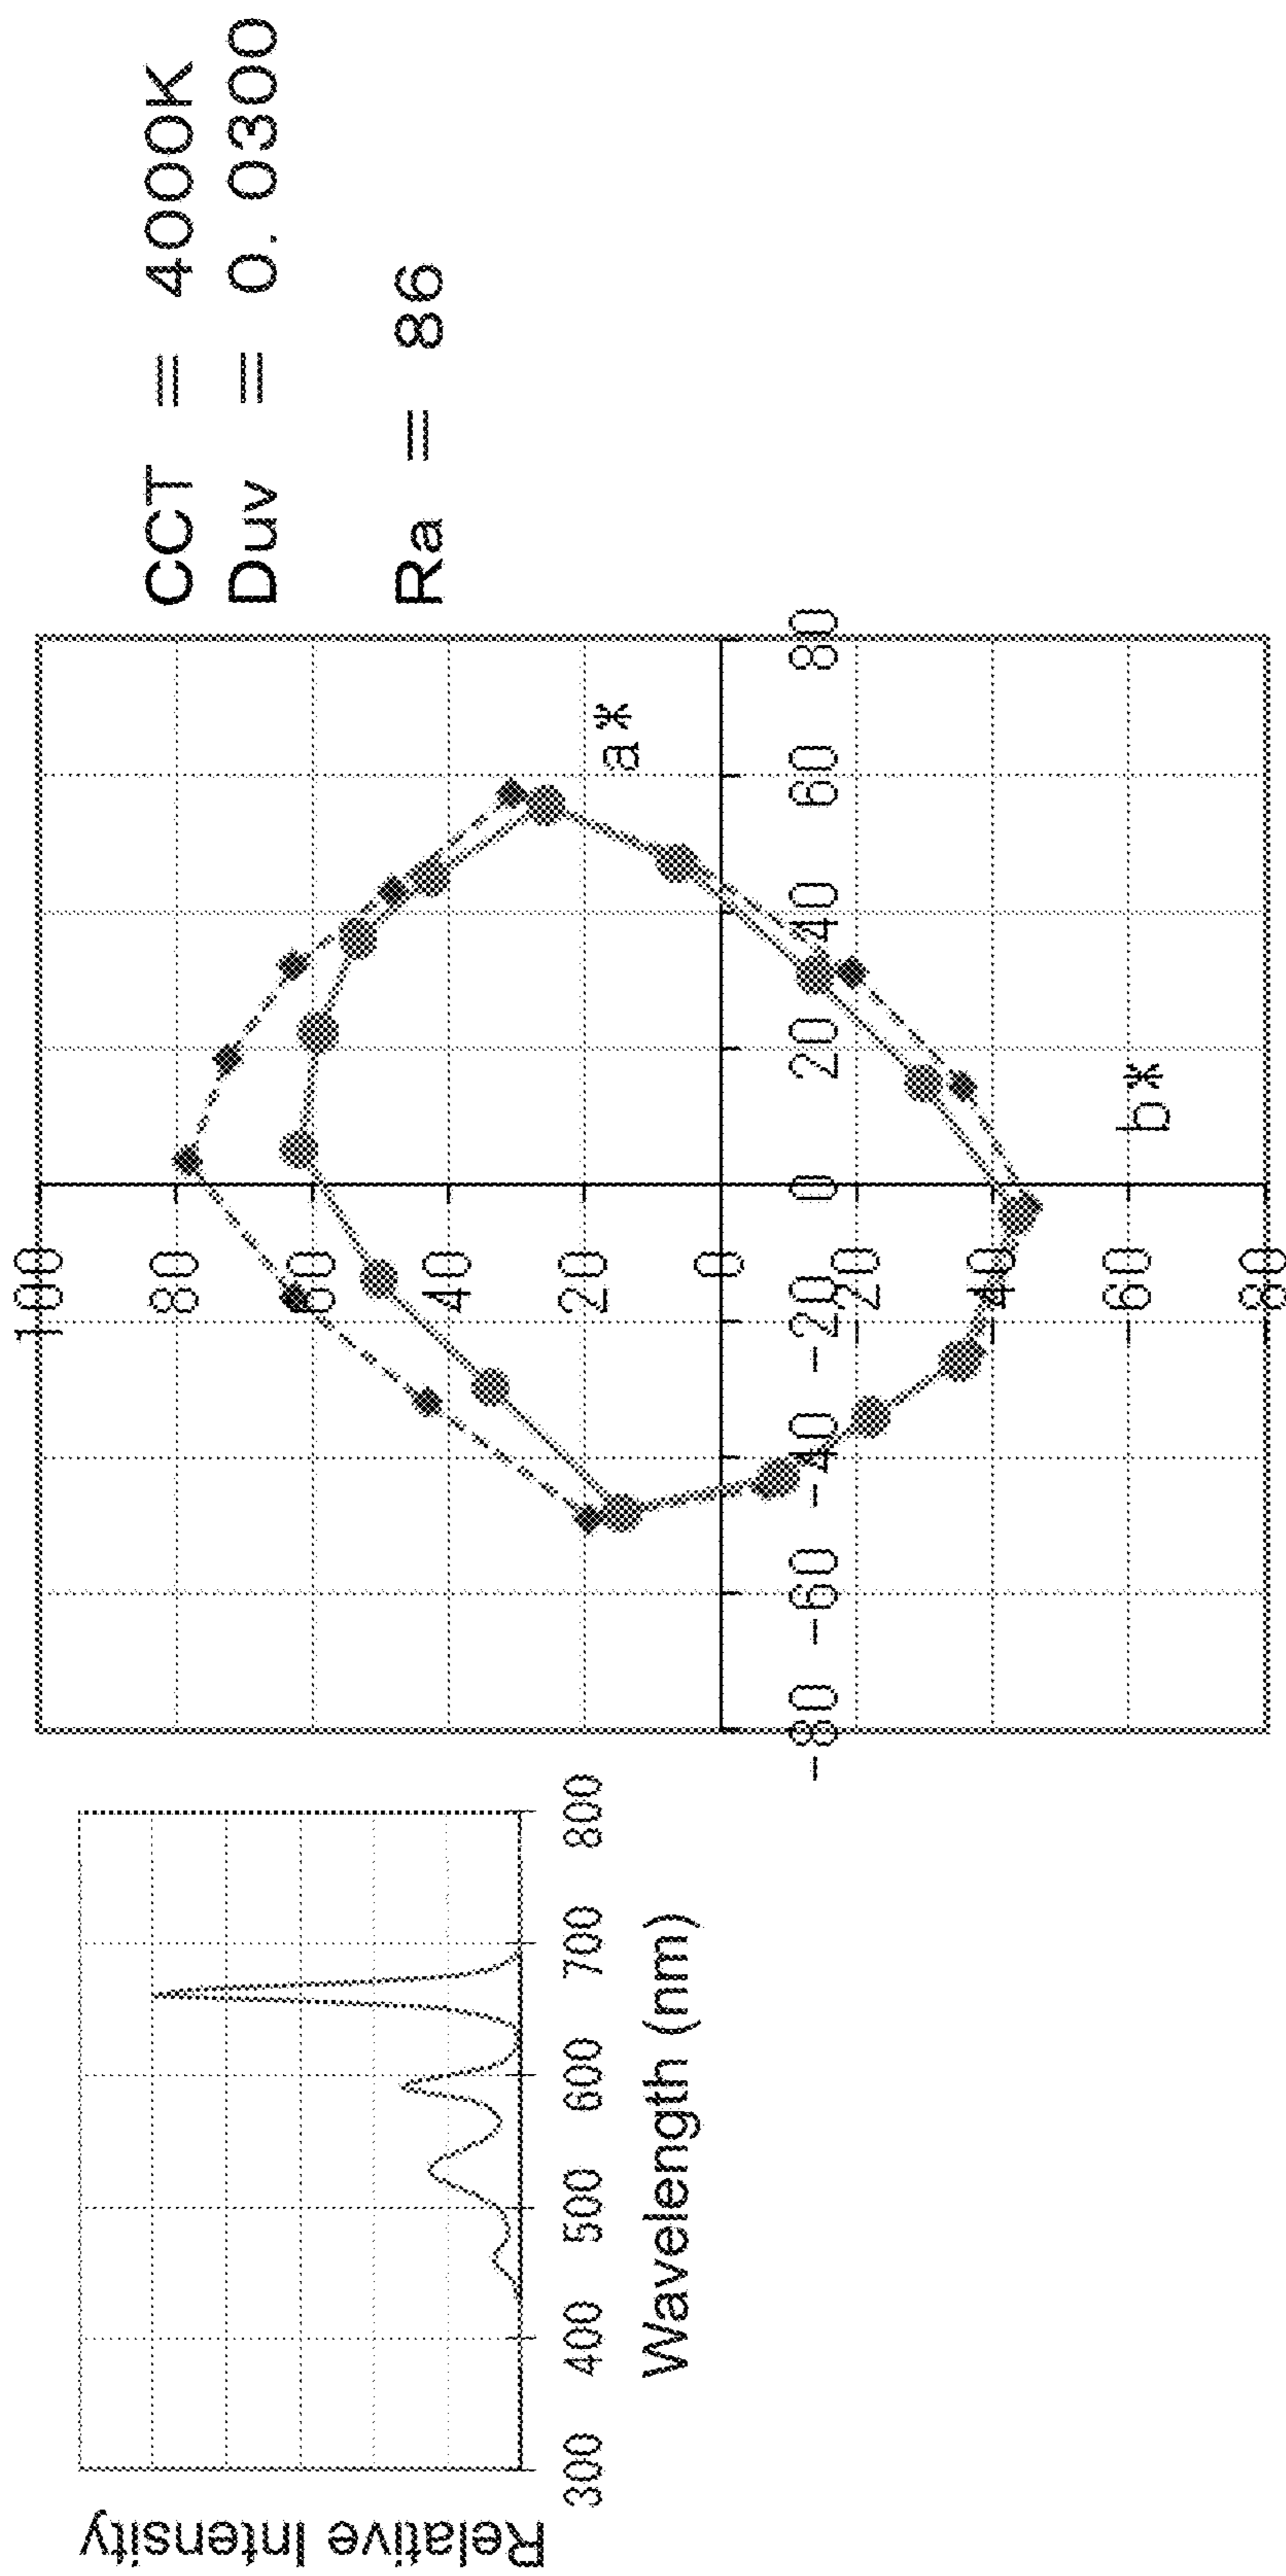 Relative Intensity
300 400 500 600 700 800
Wavelength (nm)
100
80
60
40
20
0
-20
-40
-60
-80
-80 -60 -40 -20 0 20 40 60 80
a*
b*
CCT = 4000K
Duv = 0.0300
Ra = 86